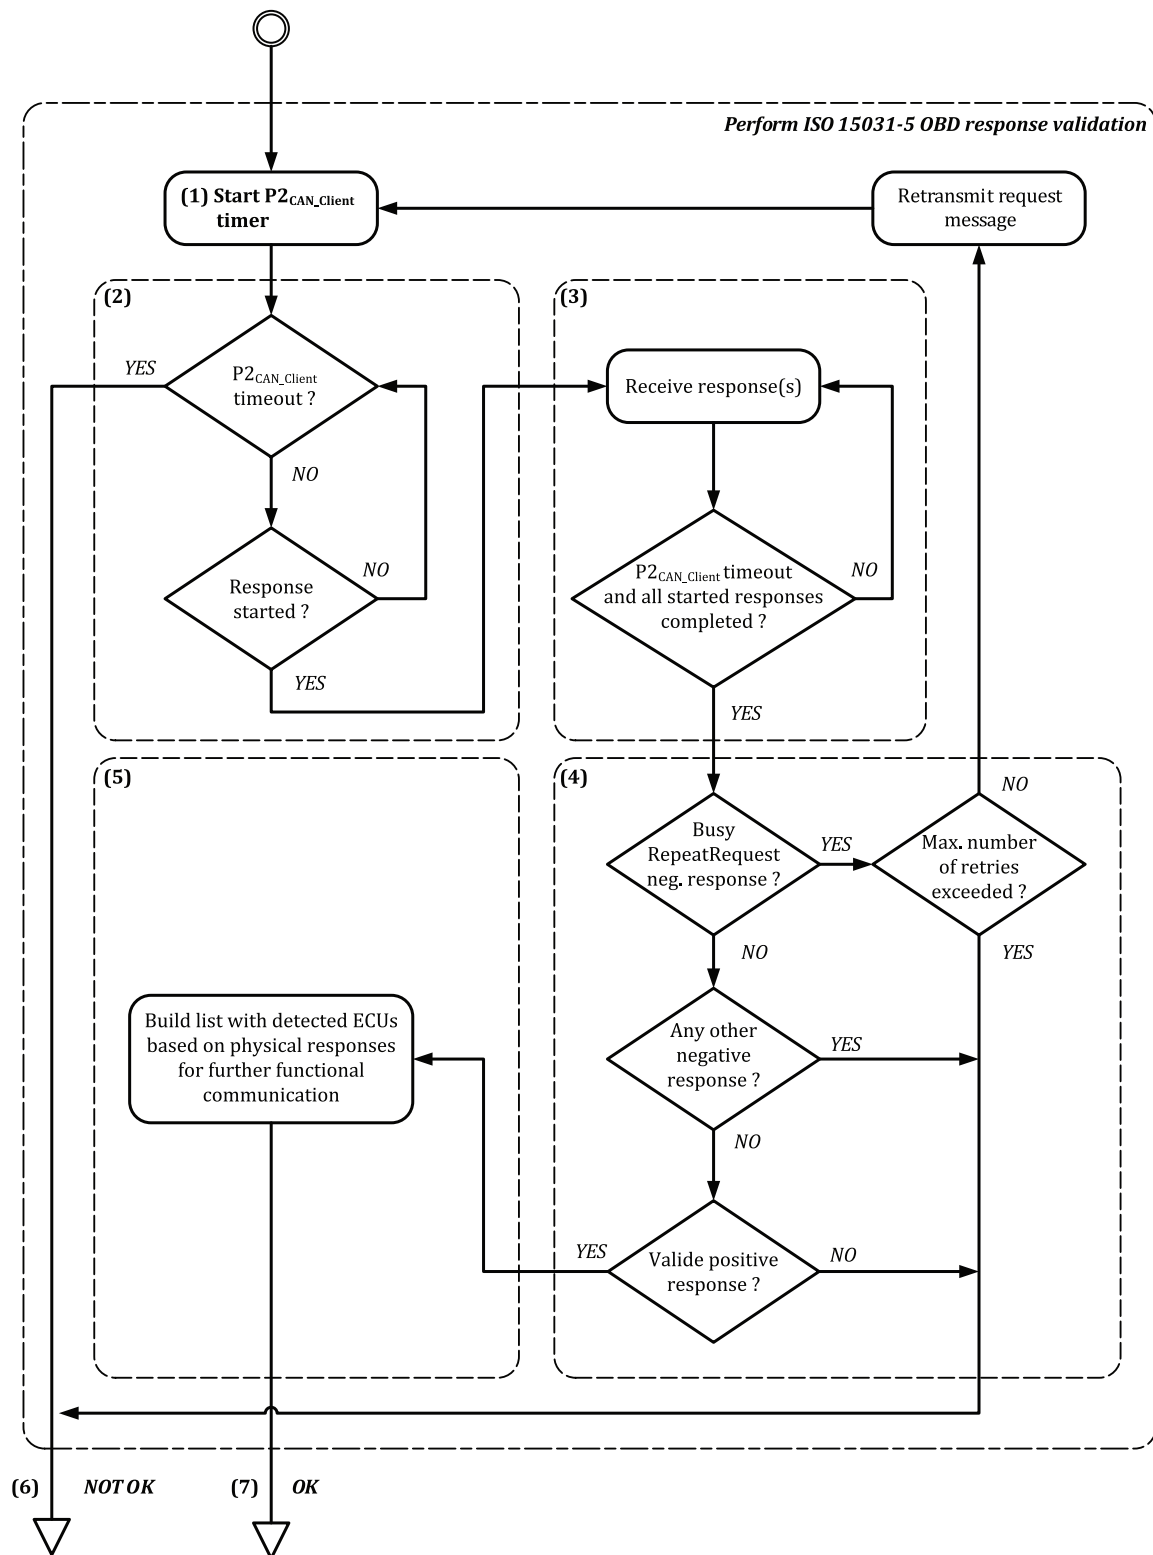 Perform ISO 15031-5 OBD response validation
(1) Start P2CAN_Client
timer
Retransmit request
message
(2)
(3)
YES
P2CAN_Client
timeout ?
Receive response(s)
NO
Response
started ?
NO
P2CAN_Client timeout
and all started responses
completed ?
NO
YES
YES
(5)
(4)
NO
Busy
RepeatRequest
neg. response ?
YES
Max. number
of retries
exceeded ?
NO
YES
Build list with detected ECUs
based on physical responses
for further functional
communication
Any other
negative
response ?
YES
NO
YES
Valide positive
response ?
NO
(6) NOT OK
(7) OK